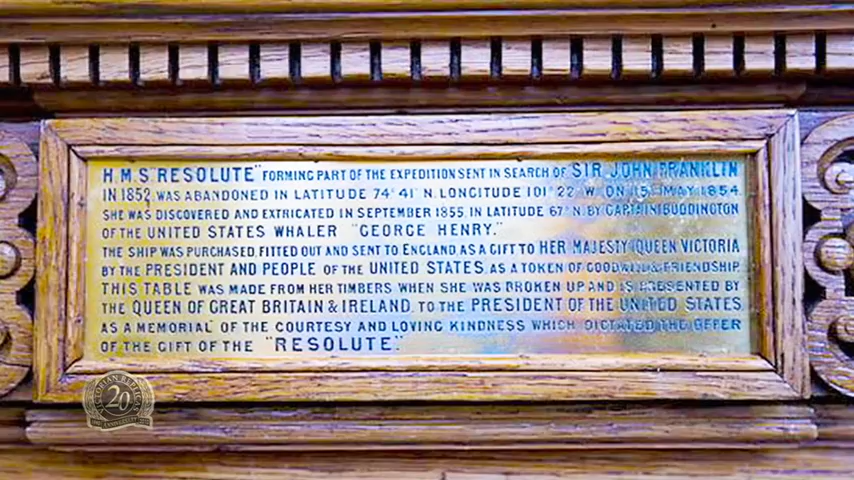 H.M.S "RESOLUTE" FORMING PART OF THE EXPEDITION SENT IN SEARCH OF SIR JOHN FRANKLIN
IN 1852, WAS ABANDONED IN LATITUDE 74° 41' N. LONGITUDE 101° 22' W. ON 15TH MAY 1854.
SHE WAS DISCOVERED AND EXTRICATED IN SEPTEMBER 1855, IN LATITUDE 67° N. BY CAPTAIN BUDDINGTON
OF THE UNITED STATES WHALER "GEORGE HENRY."
THE SHIP WAS PURCHASED, FITTED OUT AND SENT TO ENGLAND, AS A GIFT TO HER MAJESTY QUEEN VICTORIA
BY THE PRESIDENT AND PEOPLE OF THE UNITED STATES, AS A TOKEN OF GOODWILL & FRIENDSHIP.
THIS TABLE WAS MADE FROM HER TIMBERS WHEN SHE WAS BROKEN UP AND IS PRESENTED BY
THE QUEEN OF GREAT BRITAIN & IRELAND, TO THE PRESIDENT OF THE UNITED STATES,
AS A MEMORIAL OF THE COURTESY AND LOVING KINDNESS WHICH DICTATED THE OFFER
OF THE GIFT OF THE "RESOLUTE."
20